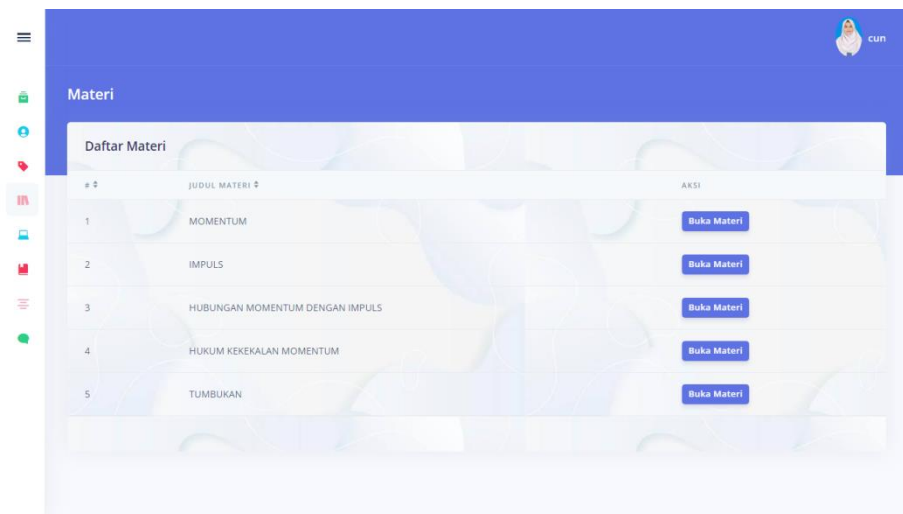 cun
Materi
Daftar Materi
# JUDUL MATERI AKSI
1 MOMENTUM Buka Materi
2 IMPULS Buka Materi
3 HUBUNGAN MOMENTUM DENGAN IMPULS Buka Materi
4 HUKUM KEKEKALAN MOMENTUM Buka Materi
5 TUMBUKAN Buka Materi